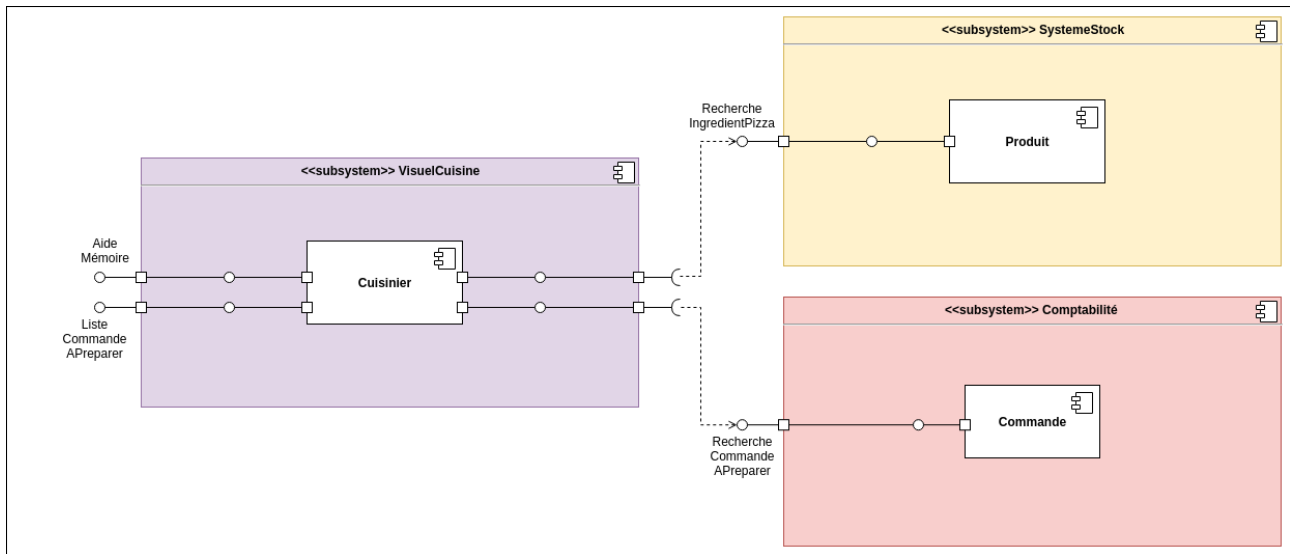 <<subsystem>> SystemeStock
Recherche
IngredientPizza
Produit
<<subsystem>> VisuelCuisine
Aide
Mémoire
Cuisinier
Liste
Commande
APreparer
<<subsystem>> Comptabilité
Commande
Recherche
Commande
APreparer